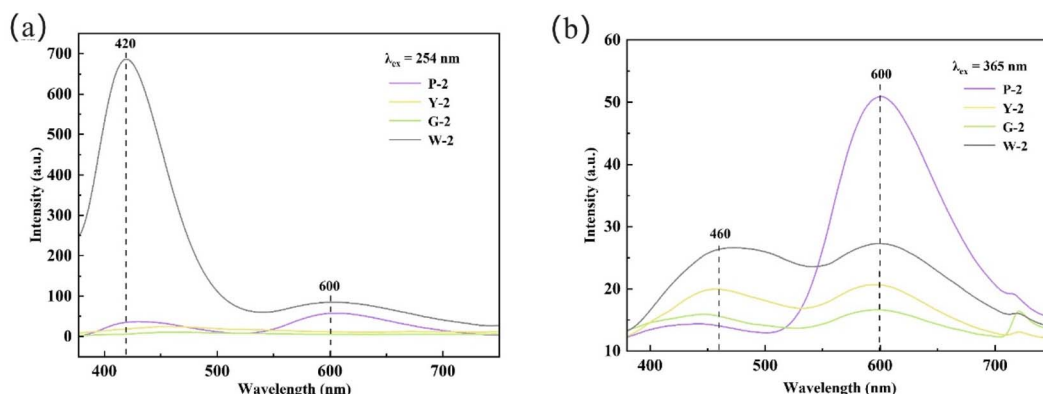 (a)
420
λex = 254 nm
P-2
Y-2
G-2
W-2
600
700
600
500
400
300
200
100
0
400
500
600
700
Intensity (a.u.)
Wavelength (nm)
(b)
600
λex = 365 nm
P-2
Y-2
G-2
W-2
460
60
50
40
30
20
10
400
500
600
700
Intensity (a.u.)
Wavelength (nm)